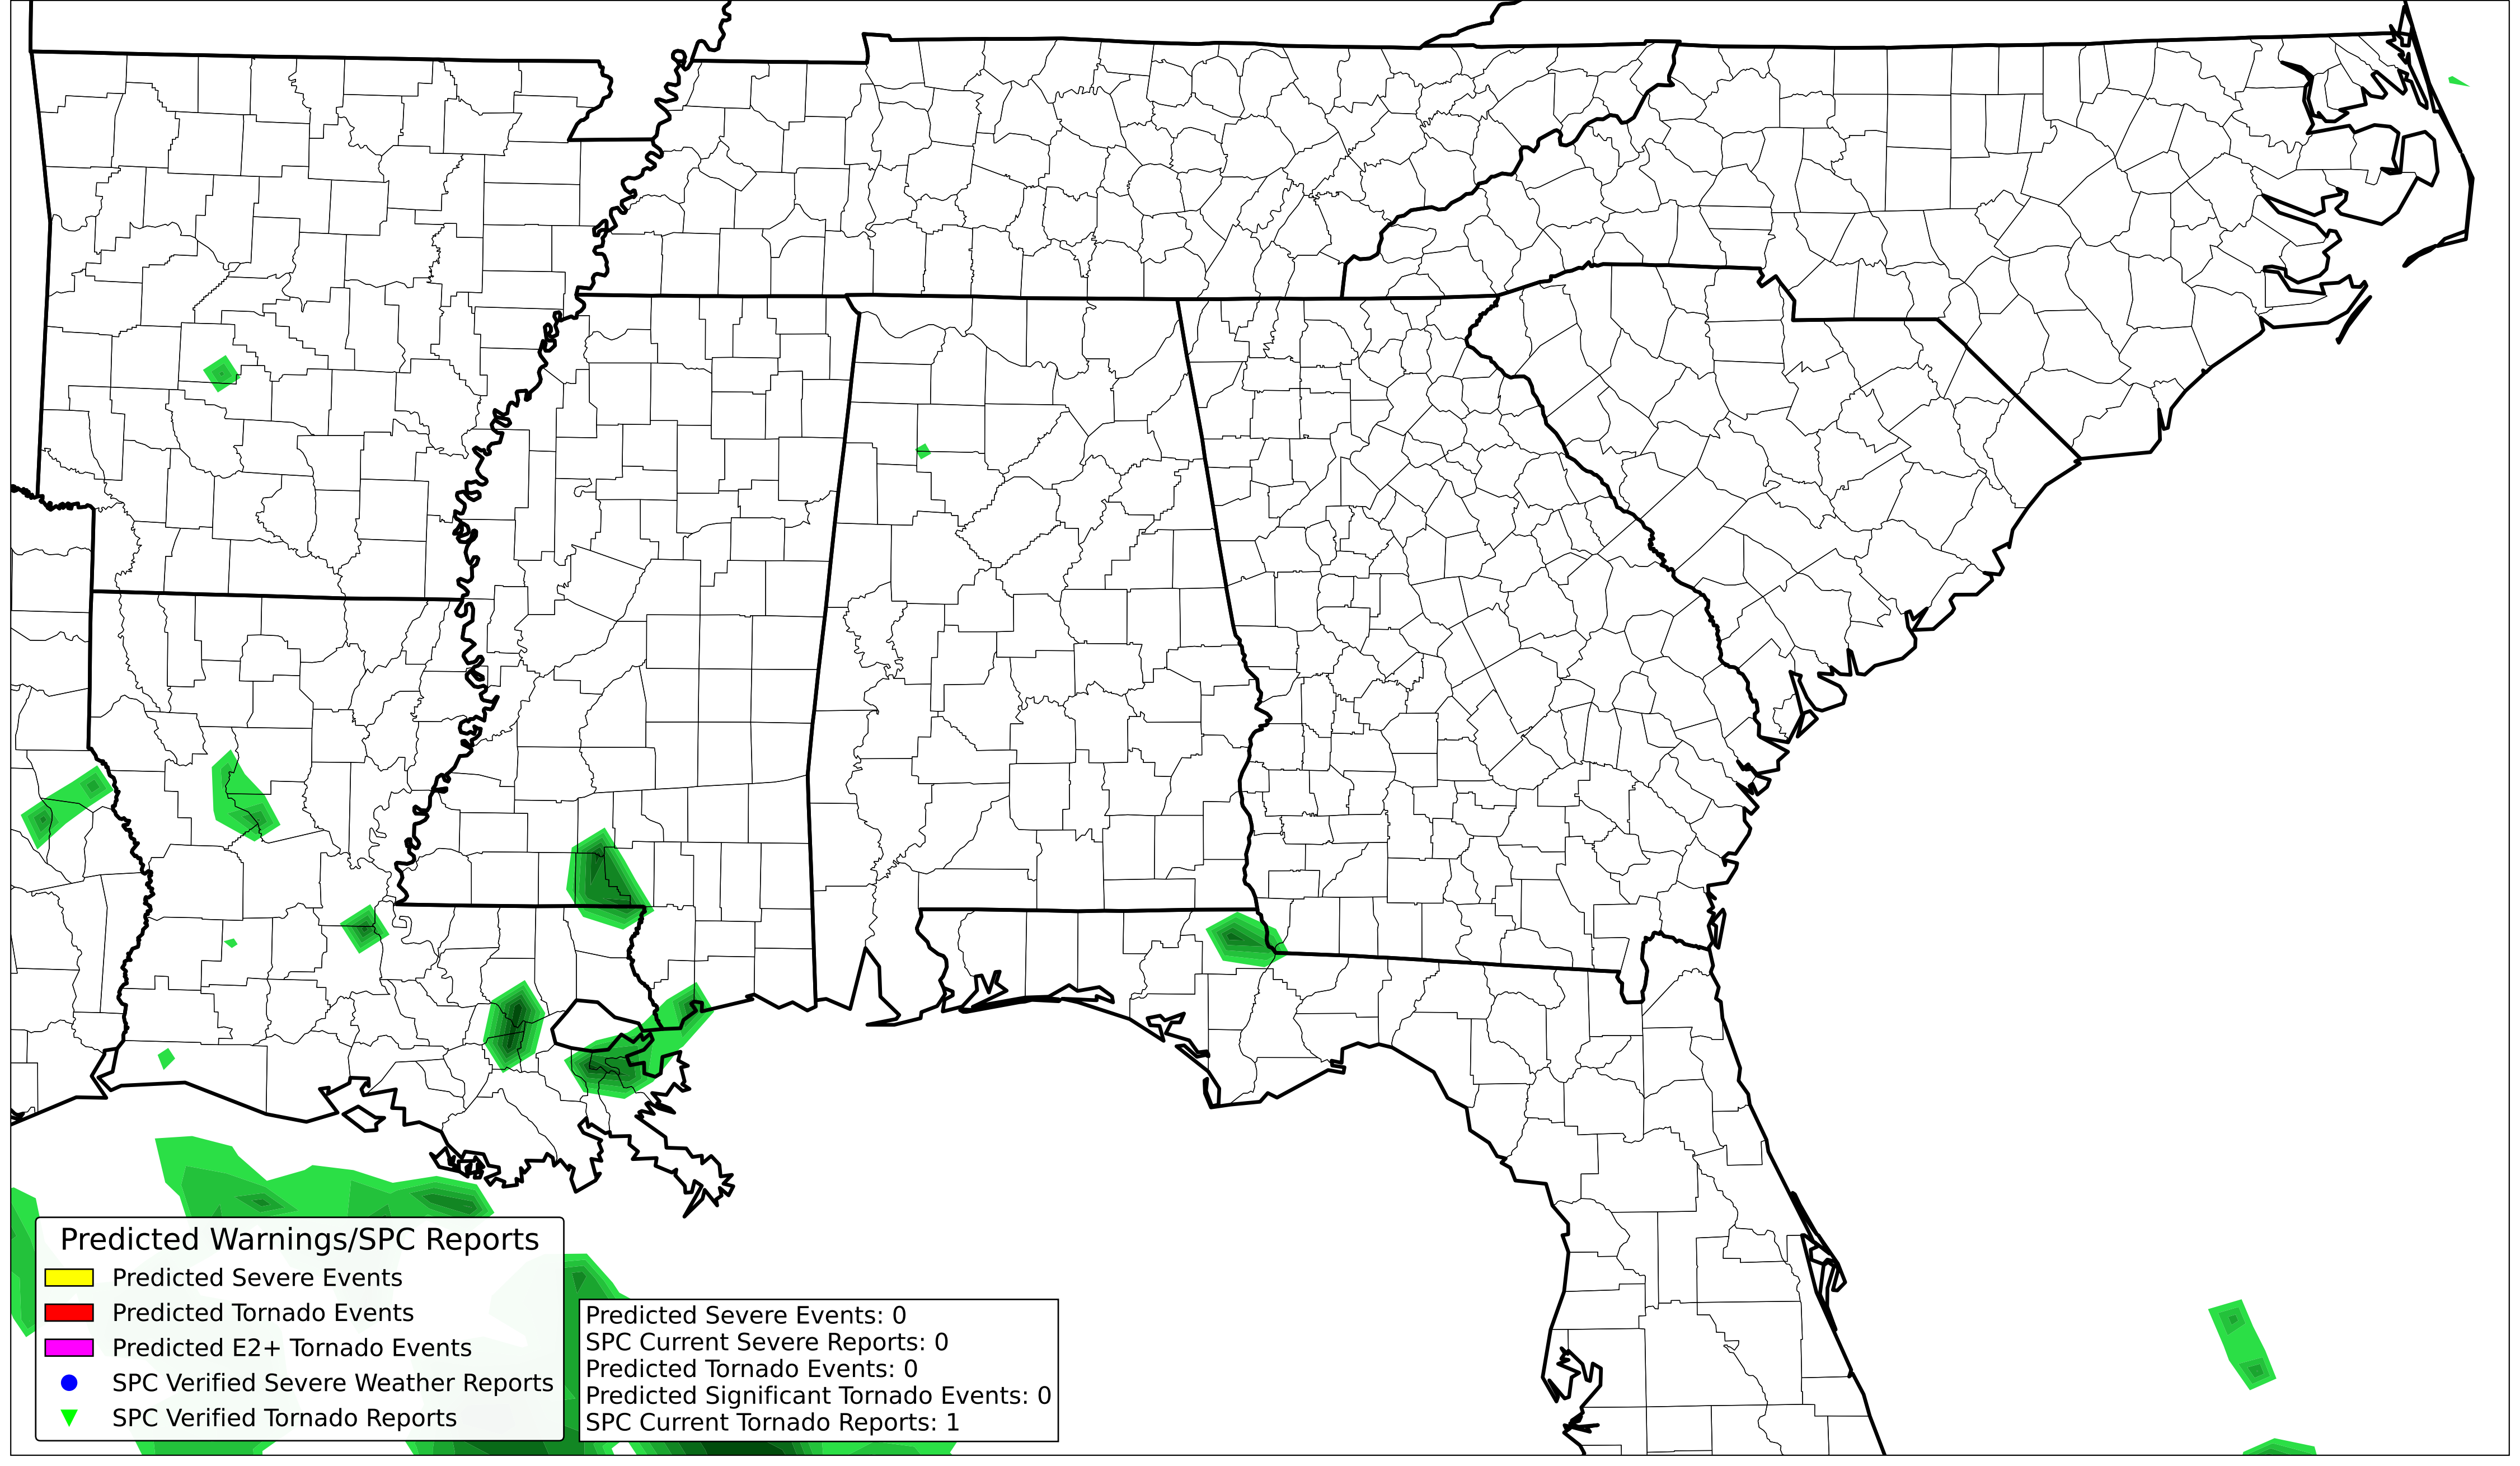 Predicted Warnings/SPC Reports
Predicted Severe Events
Predicted Tornado Events
Predicted E2+ Tornado Events
SPC Verified Severe Weather Reports
SPC Verified Tornado Reports
Predicted Severe Events: 0
SPC Current Severe Reports: 0
Predicted Tornado Events: 0
Predicted Significant Tornado Events: 0
SPC Current Tornado Reports: 1